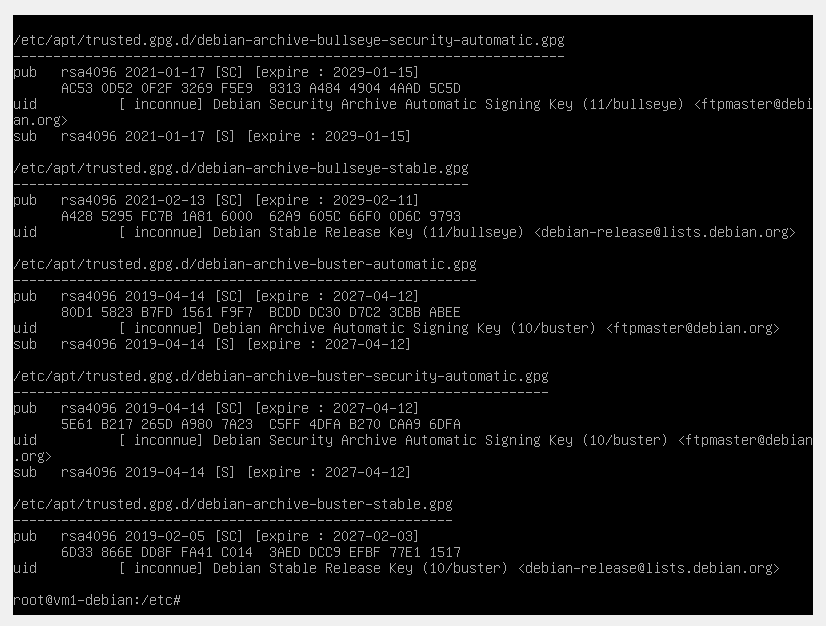 /etc/apt/trusted.gpg.d/debian-archive-bullseye-security-automatic.gpg
---------------------------------------------------------------------
pub   rsa4096 2021-01-17 [SC] [expire : 2029-01-15]
      AC53 0D52 0F2F 3269 F5E9  8313 A484 4904 4AAD 5C5D
uid          [ inconnue] Debian Security Archive Automatic Signing Key (11/bullseye) <ftpmaster@debi
an.org>
sub   rsa4096 2021-01-17 [S] [expire : 2029-01-15]

/etc/apt/trusted.gpg.d/debian-archive-bullseye-stable.gpg
---------------------------------------------------------
pub   rsa4096 2021-02-13 [SC] [expire : 2029-02-11]
      A428 5295 FC7B 1A81 6000  62A9 605C 66F0 0D6C 9793
uid          [ inconnue] Debian Stable Release Key (11/bullseye) <debian-release@lists.debian.org>

/etc/apt/trusted.gpg.d/debian-archive-buster-automatic.gpg
----------------------------------------------------------
pub   rsa4096 2019-04-14 [SC] [expire : 2027-04-12]
      80D1 5823 B7FD 1561 F9F7  BCDD DC30 D7C2 3CBB ABEE
uid          [ inconnue] Debian Archive Automatic Signing Key (10/buster) <ftpmaster@debian.org>
sub   rsa4096 2019-04-14 [S] [expire : 2027-04-12]

/etc/apt/trusted.gpg.d/debian-archive-buster-security-automatic.gpg
-------------------------------------------------------------------
pub   rsa4096 2019-04-14 [SC] [expire : 2027-04-12]
      5E61 B217 265D A980 7A23  C5FF 4DFA B270 CAA9 6DFA
uid          [ inconnue] Debian Security Archive Automatic Signing Key (10/buster) <ftpmaster@debian
.org>
sub   rsa4096 2019-04-14 [S] [expire : 2027-04-12]

/etc/apt/trusted.gpg.d/debian-archive-buster-stable.gpg
-------------------------------------------------------
pub   rsa4096 2019-02-05 [SC] [expire : 2027-02-03]
      6D33 866E DD8F FA41 C014  3AED DCC9 EFBF 77E1 1517
uid          [ inconnue] Debian Stable Release Key (10/buster) <debian-release@lists.debian.org>

root@vm1-debian:/etc#